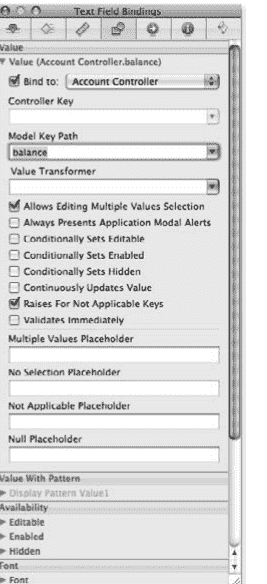 Text Field Bindings
Value
Value (Account Controller.balance)
Bind to: Account Controller
Controller Key
Model Key Path
balance
Value Transformer
Allows Editing Multiple Values Selection
Always Presents Application Modal Alerts
Conditionally Sets Editable
Conditionally Sets Enabled
Conditionally Sets Hidden
Continuously Updates Value
Raises For Not Applicable Keys
Validates Immediately
Multiple Values Placeholder
No Selection Placeholder
Not Applicable Placeholder
Null Placeholder
Value With Pattern
Display Pattern Value1
Availability
Editable
Enabled
Hidden
Font
Font